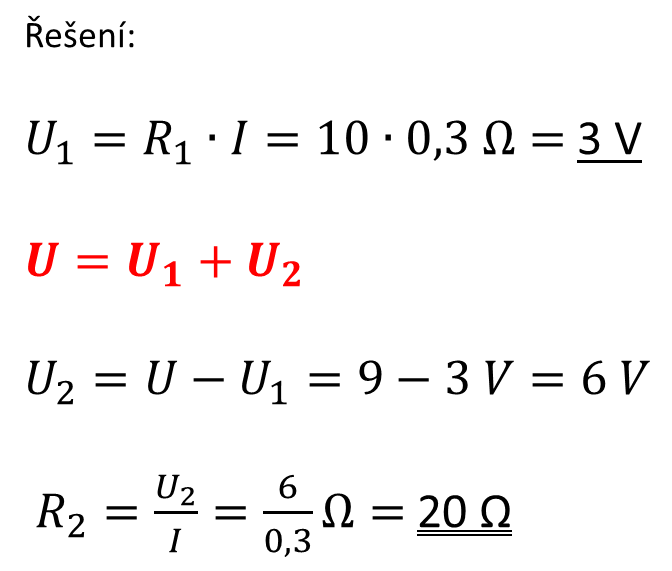 Řešení:
U₁ = R₁ · I = 10 · 0,3 Ω = 3 V
U = U₁ + U₂
U₂ = U − U₁ = 9 − 3 V = 6 V
R₂ = U₂/I = 6/0,3 Ω = 20 Ω